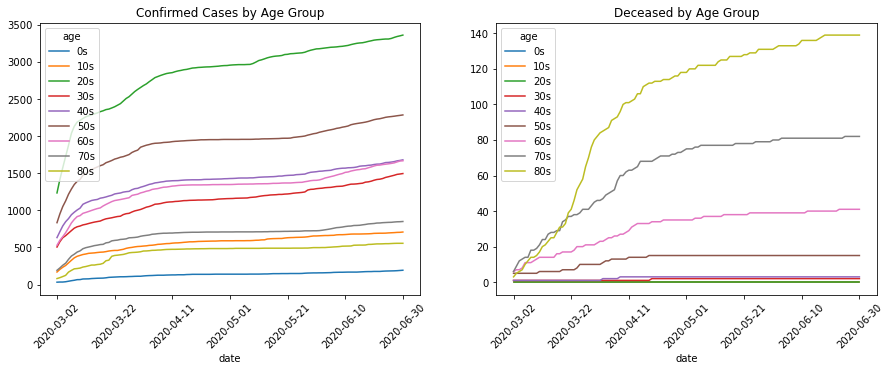 Confirmed Cases by Age Group
3500
3000
2500
2000
1500
1000
500
0
age
0s
10s
20s
30s
40s
50s
60s
70s
80s
2020-03-02
2020-03-22
2020-04-11
2020-05-01
2020-05-21
2020-06-10
2020-06-30
date
Deceased by Age Group
140
120
100
80
60
40
20
0
age
0s
10s
20s
30s
40s
50s
60s
70s
80s
2020-03-02
2020-03-22
2020-04-11
2020-05-01
2020-05-21
2020-06-10
2020-06-30
date